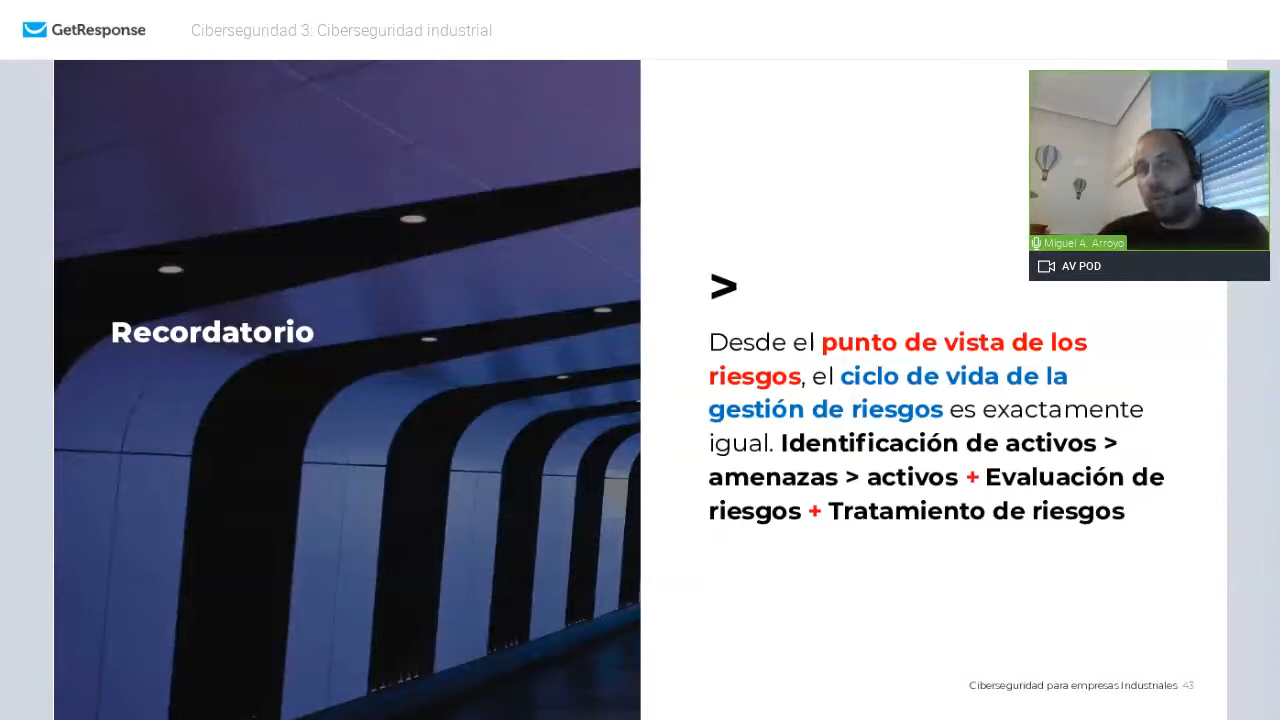 GetResponse
Ciberseguridad 3: Ciberseguridad industrial
Miguel A. Arroyo
AV POD
Recordatorio
>
Desde el punto de vista de los
riesgos, el ciclo de vida de la
gestión de riesgos es exactamente
igual. Identificación de activos >
amenazas > activos + Evaluación de
riesgos + Tratamiento de riesgos
Ciberseguridad para empresas Industriales 43